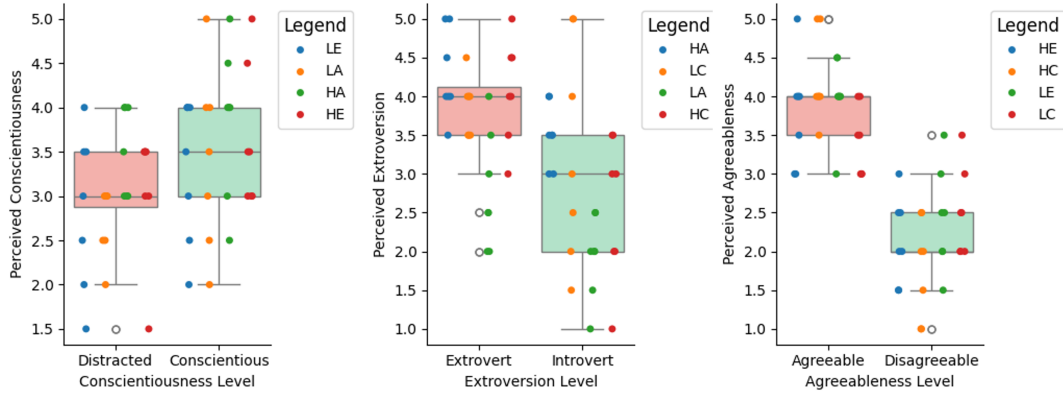 Perceived Conscientiousness
5.0
4.5
4.0
3.5
3.0
2.5
2.0
1.5
Distracted
Conscientious
Conscientiousness Level
Legend
LE
LA
HA
HE
Perceived Extroversion
5.0
4.5
4.0
3.5
3.0
2.5
2.0
1.5
1.0
Extrovert
Introvert
Extroversion Level
Legend
HA
LC
LA
HC
Perceived Agreeableness
5.0
4.5
4.0
3.5
3.0
2.5
2.0
1.5
1.0
Agreeable
Disagreeable
Agreeableness Level
Legend
HE
HC
LE
LC